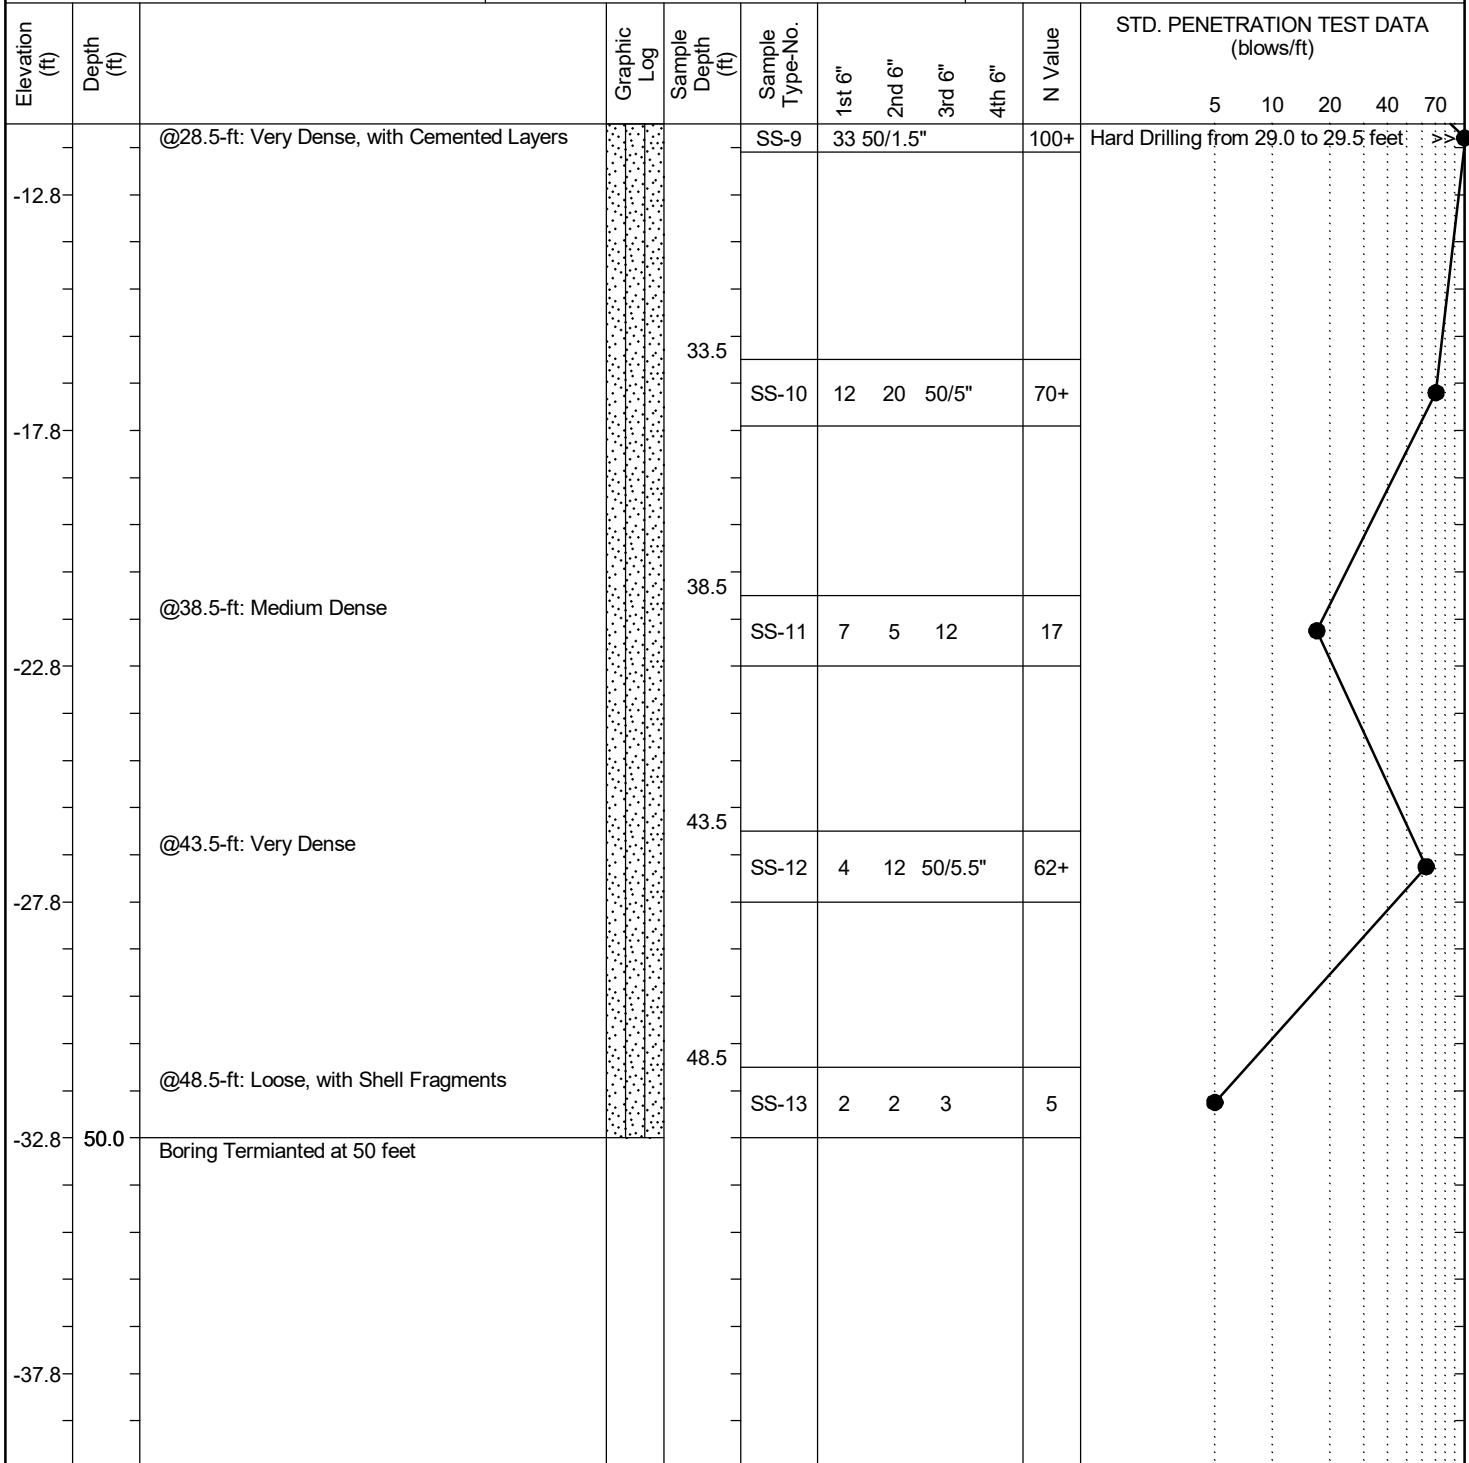 Elevation
(ft)
Depth
(ft)
Graphic
Log
Sample
Depth
(ft)
Sample
Type-No.
1st 6"
2nd 6"
3rd 6"
4th 6"
N Value
STD. PENETRATION TEST DATA
(blows/ft)
5 10 20 40 70
@28.5-ft: Very Dense, with Cemented Layers SS-9 33 50/1.5" 100+ Hard Drilling from 29.0 to 29.5 feet >>
-12.8
33.5
SS-10 12 20 50/5" 70+
-17.8
38.5
@38.5-ft: Medium Dense
SS-11 7 5 12 17
-22.8
43.5
@43.5-ft: Very Dense
SS-12 4 12 50/5.5" 62+
-27.8
48.5
@48.5-ft: Loose, with Shell Fragments
SS-13 2 2 3 5
-32.8 50.0
Boring Termianted at 50 feet
-37.8